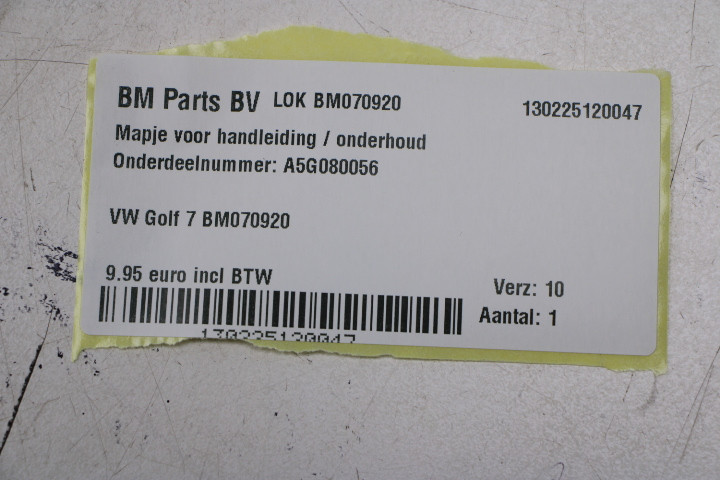 BM Parts BV LOK BM070920 130225120047
Mapje voor handleiding / onderhoud
Onderdeelnummer: A5G080056
VW Golf 7 BM070920
9.95 euro incl BTW
Verz: 10
Aantal: 1
130225120047